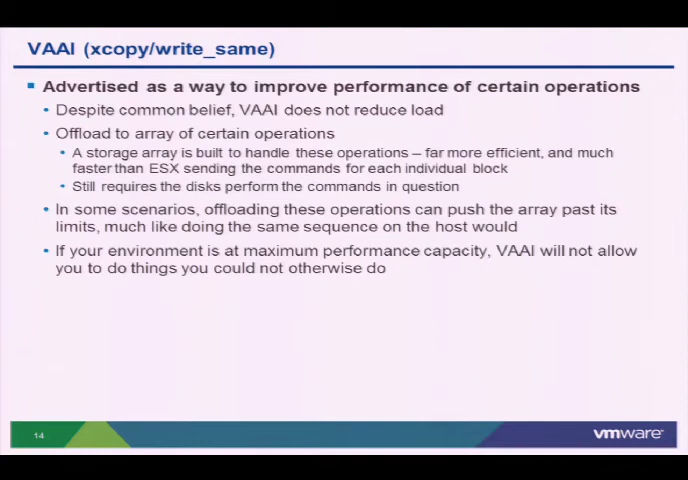 VAAI (xcopy/write_same)
Advertised as a way to improve performance of certain operations
Despite common belief, VAAI does not reduce load
Offload to array of certain operations
A storage array is built to handle these operations – far more efficient, and much
faster than ESX sending the commands for each individual block
Still requires the disks perform the commands in question
In some scenarios, offloading these operations can push the array past its
limits, much like doing the same sequence on the host would
If your environment is at maximum performance capacity, VAAI will not allow
you to do things you could not otherwise do
14
vmware